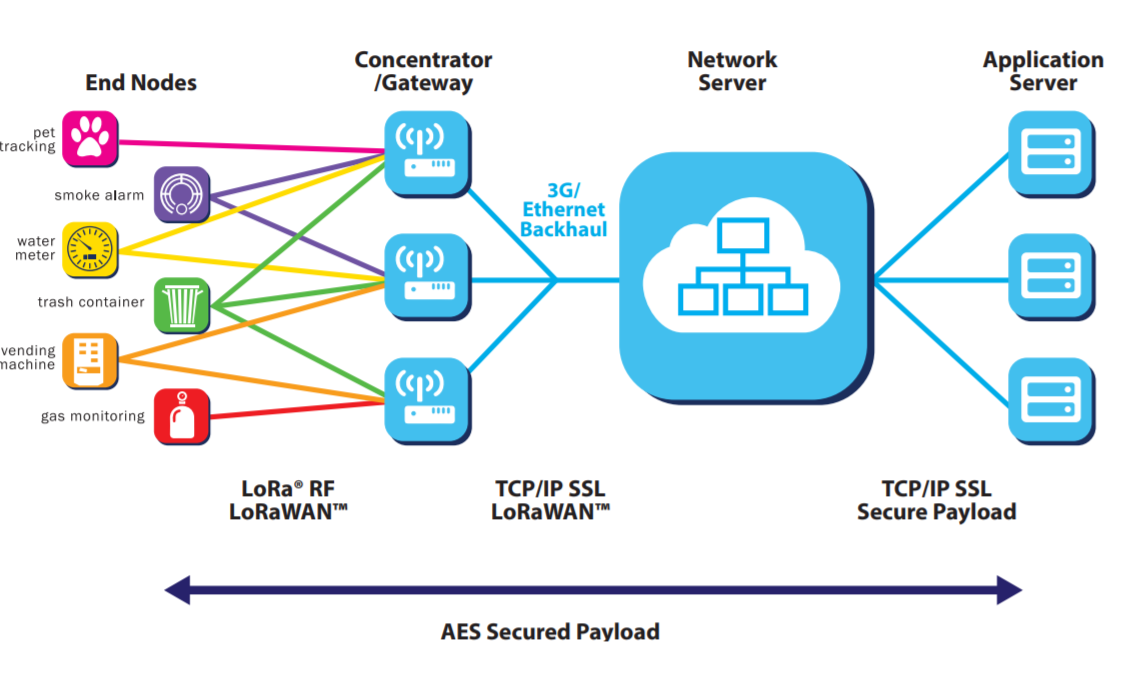 Concentrator
/Gateway
Network
Server
Application
Server
End Nodes
pet
tracking
smoke alarm
water
meter
trash container
vending
machine
gas monitoring
3G/
Ethernet
Backhaul
LoRa® RF
LoRaWAN™
TCP/IP SSL
LoRaWAN™
TCP/IP SSL
Secure Payload
AES Secured Payload